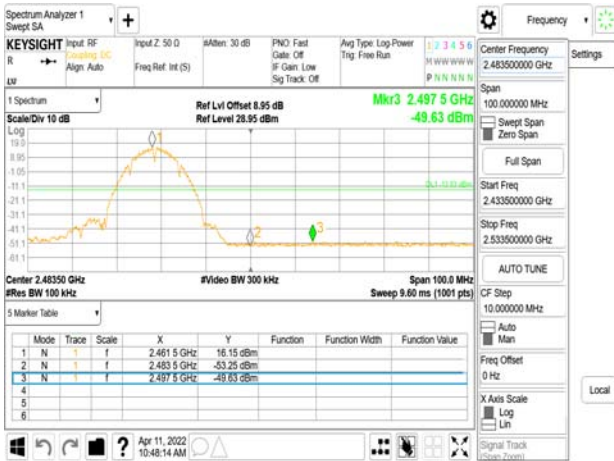 Spectrum Analyzer 1
Swept SA
+
Frequency
KEYSIGHT
Input: RF
Coupling: DC
Align: Auto
Input Z: 50 Ω
Freq Ref: Int (S)
#Atten: 30 dB
PNO: Fast
Gate: Off
IF Gain: Low
Sig Track: Off
Avg Type: Log-Power
Trig: Free Run
1 2 3 4 5 6
M W W W W W
P N N N N N
R
LV
1 Spectrum
Scale/Div 10 dB
Ref Lvl Offset 8.95 dB
Ref Level 28.95 dBm
Mkr3 2.497 5 GHz
-49.63 dBm
Log
19.0
8.95
-1.05
-11.1
-21.1
-31.1
-41.1
-51.1
-61.1
1
2
3
Center 2.48350 GHz
#Res BW 100 kHz
#Video BW 300 kHz
Span 100.0 MHz
Sweep 9.60 ms (1001 pts)
5 Marker Table
Mode Trace Scale X Y Function Function Width Function Value
1 N 1 f 2.461 5 GHz 16.15 dBm
2 N 1 f 2.483 5 GHz -53.25 dBm
3 N 1 f 2.497 5 GHz -49.63 dBm
4
5
6
Apr 11, 2022
10:48:14 AM
?
Center Frequency
2.483500000 GHz
Span
100.000000 MHz
Swept Span
Zero Span
Full Span
Start Freq
2.433500000 GHz
Stop Freq
2.533500000 GHz
AUTO TUNE
CF Step
10.000000 MHz
Auto
Man
Freq Offset
0 Hz
X Axis Scale
Log
Lin
Signal Track
(Span Zoom)
Settings
Local